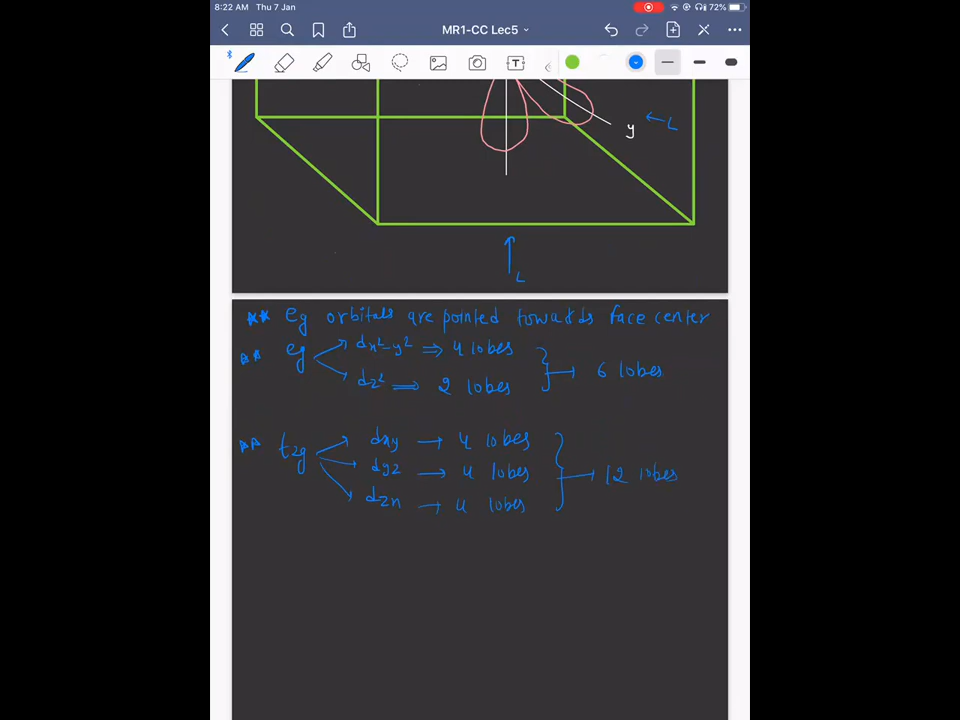 8:22 AM Thu 7 Jan 72%
MR1-CC Lec5
T
y
L
L
eg orbitals are pointed towards face center
eg dx²-y² ⇒ 4 lobes
dz² ⇒ 2 lobes → 6 lobes
t2g dxy → 4 lobes
dyz → 4 lobes → 12 lobes
dzx → 4 lobes